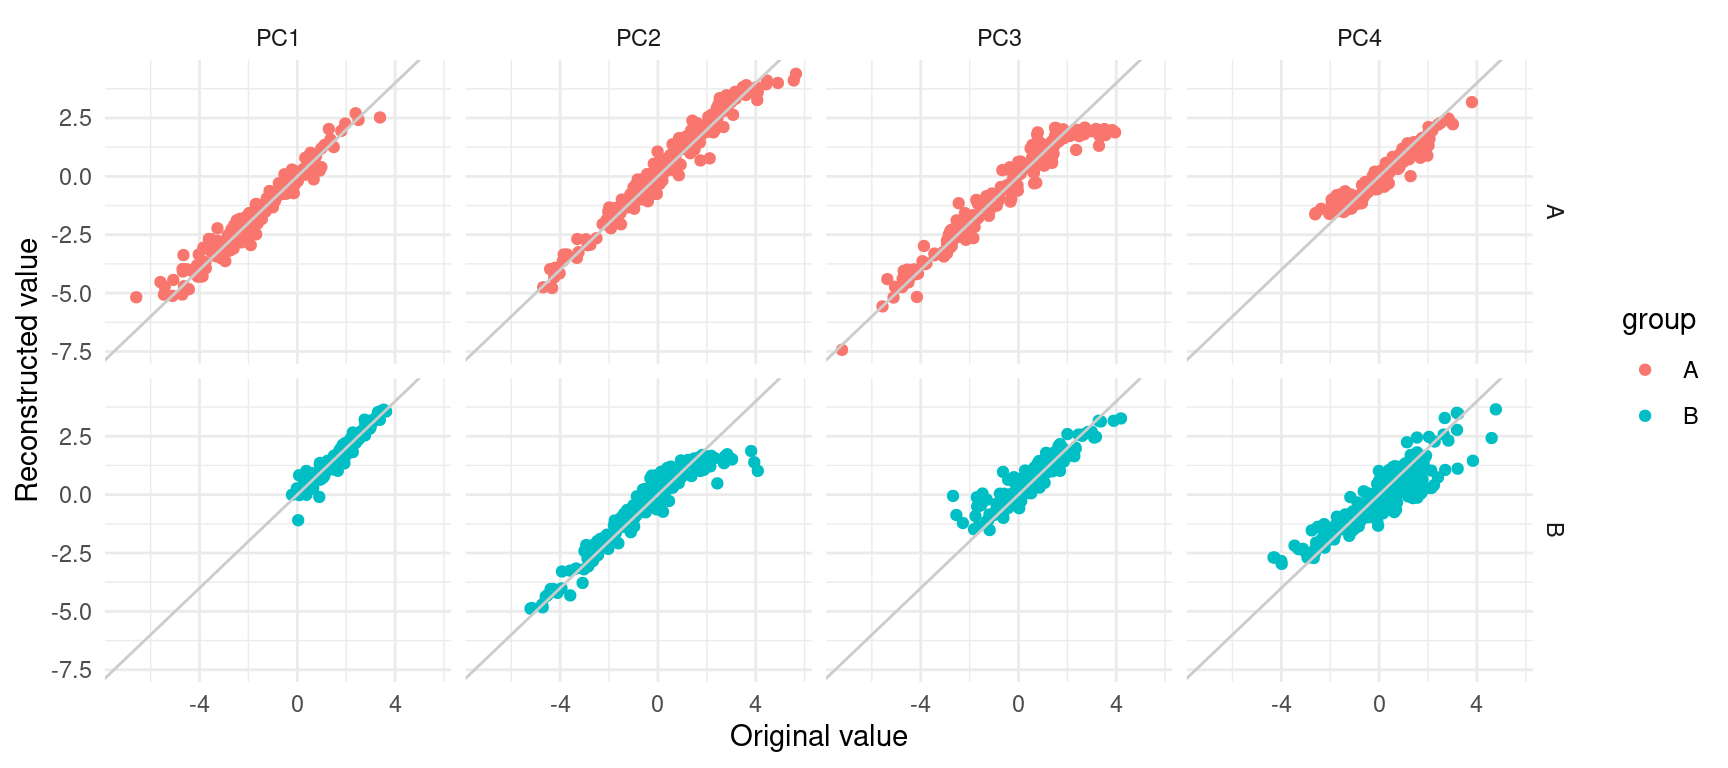 PC1 PC2 PC3 PC4
2.5
0.0
-2.5
-5.0
-7.5
A
2.5
0.0
-2.5
-5.0
-7.5
B
-4 0 4 -4 0 4 -4 0 4 -4 0 4
Original value
Reconstructed value
group
A
B